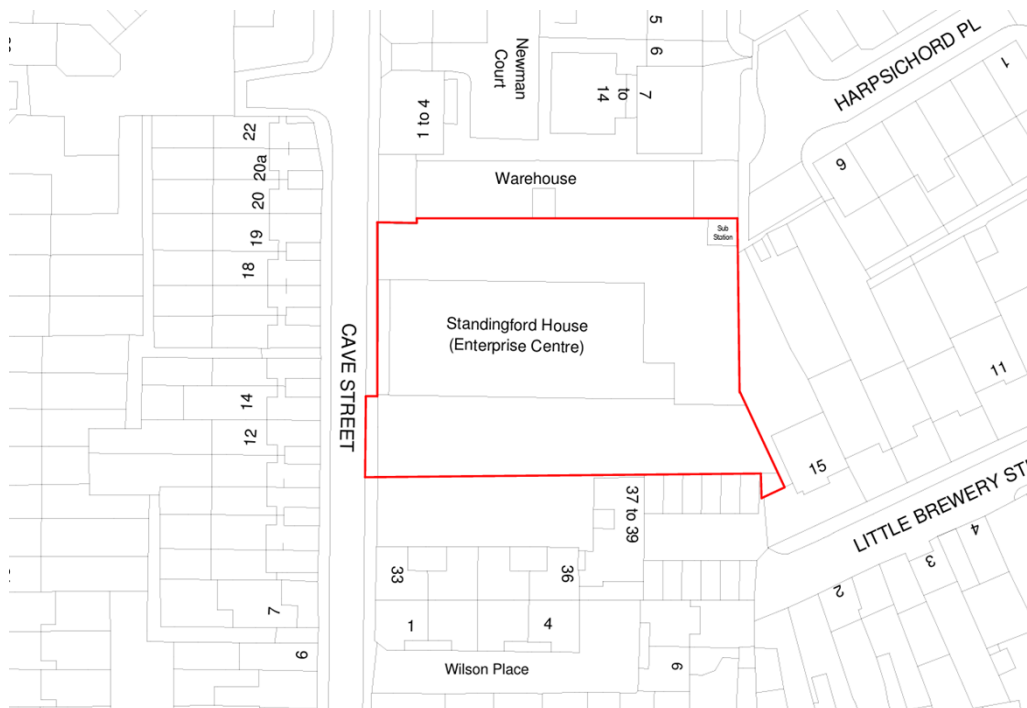 5
6
Newman
Court
1 to 4
7
to
14
HARPSICHORD PL
1
9
Warehouse
22
20a
20
19
18
Sub
Station
Standingford House
(Enterprise Centre)
CAVE STREET
14
12
11
15
LITTLE BREWERY ST
37 to 39
33
36
4
3
2
7
1
4
6
Wilson Place